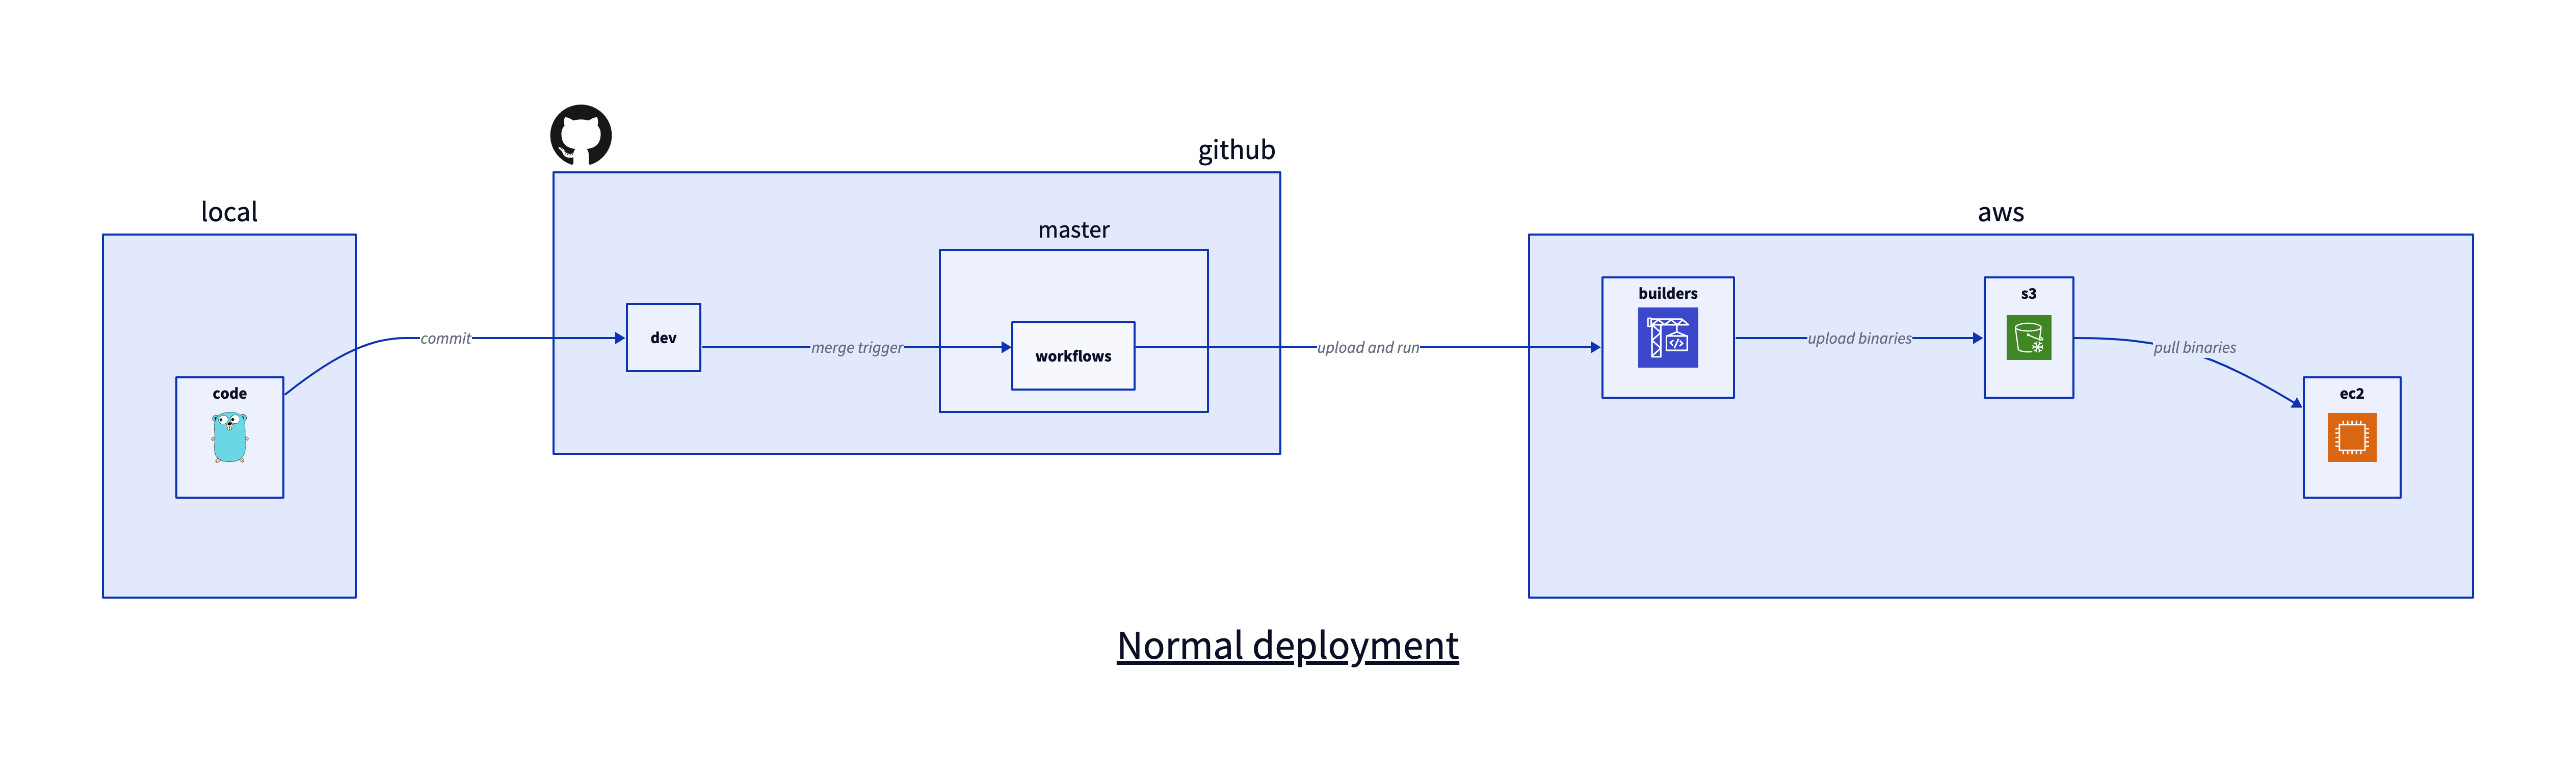 github
local
master
aws
code
commit
dev
merge trigger
workflows
upload and run
builders
upload binaries
s3
pull binaries
ec2
Normal deployment